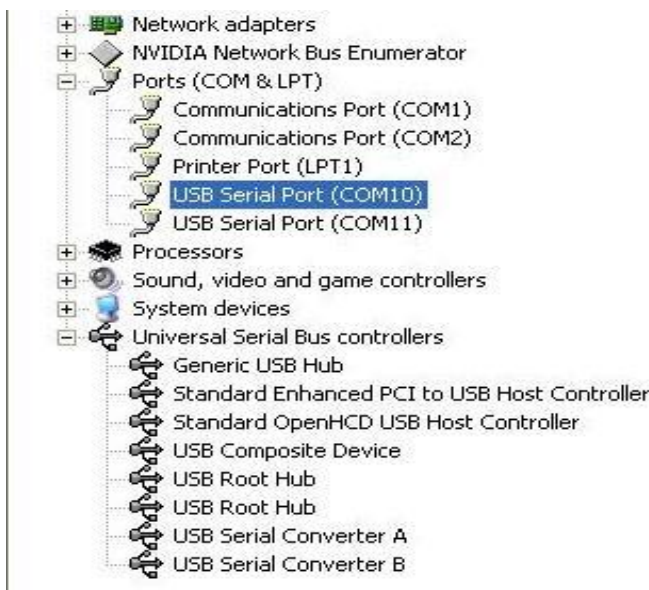 Network adapters
NVIDIA Network Bus Enumerator
Ports (COM & LPT)
Communications Port (COM1)
Communications Port (COM2)
Printer Port (LPT1)
USB Serial Port (COM10)
USB Serial Port (COM11)
Processors
Sound, video and game controllers
System devices
Universal Serial Bus controllers
Generic USB Hub
Standard Enhanced PCI to USB Host Controller
Standard OpenHCD USB Host Controller
USB Composite Device
USB Root Hub
USB Root Hub
USB Serial Converter A
USB Serial Converter B